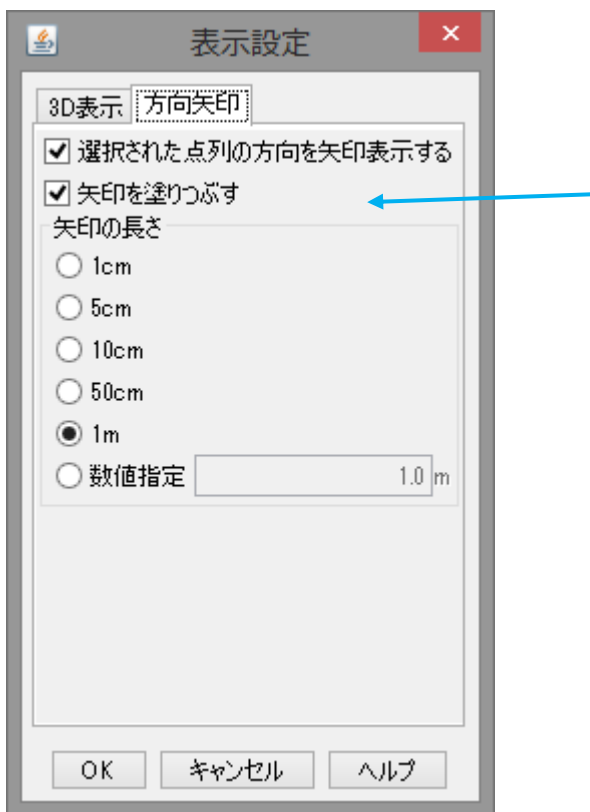 表示設定
3D表示 方向矢印
選択された点列の方向を矢印表示する
矢印を塗りつぶす
矢印の長さ
1cm
5cm
10cm
50cm
1m
数値指定 1.0 m
OK キャンセル ヘルプ